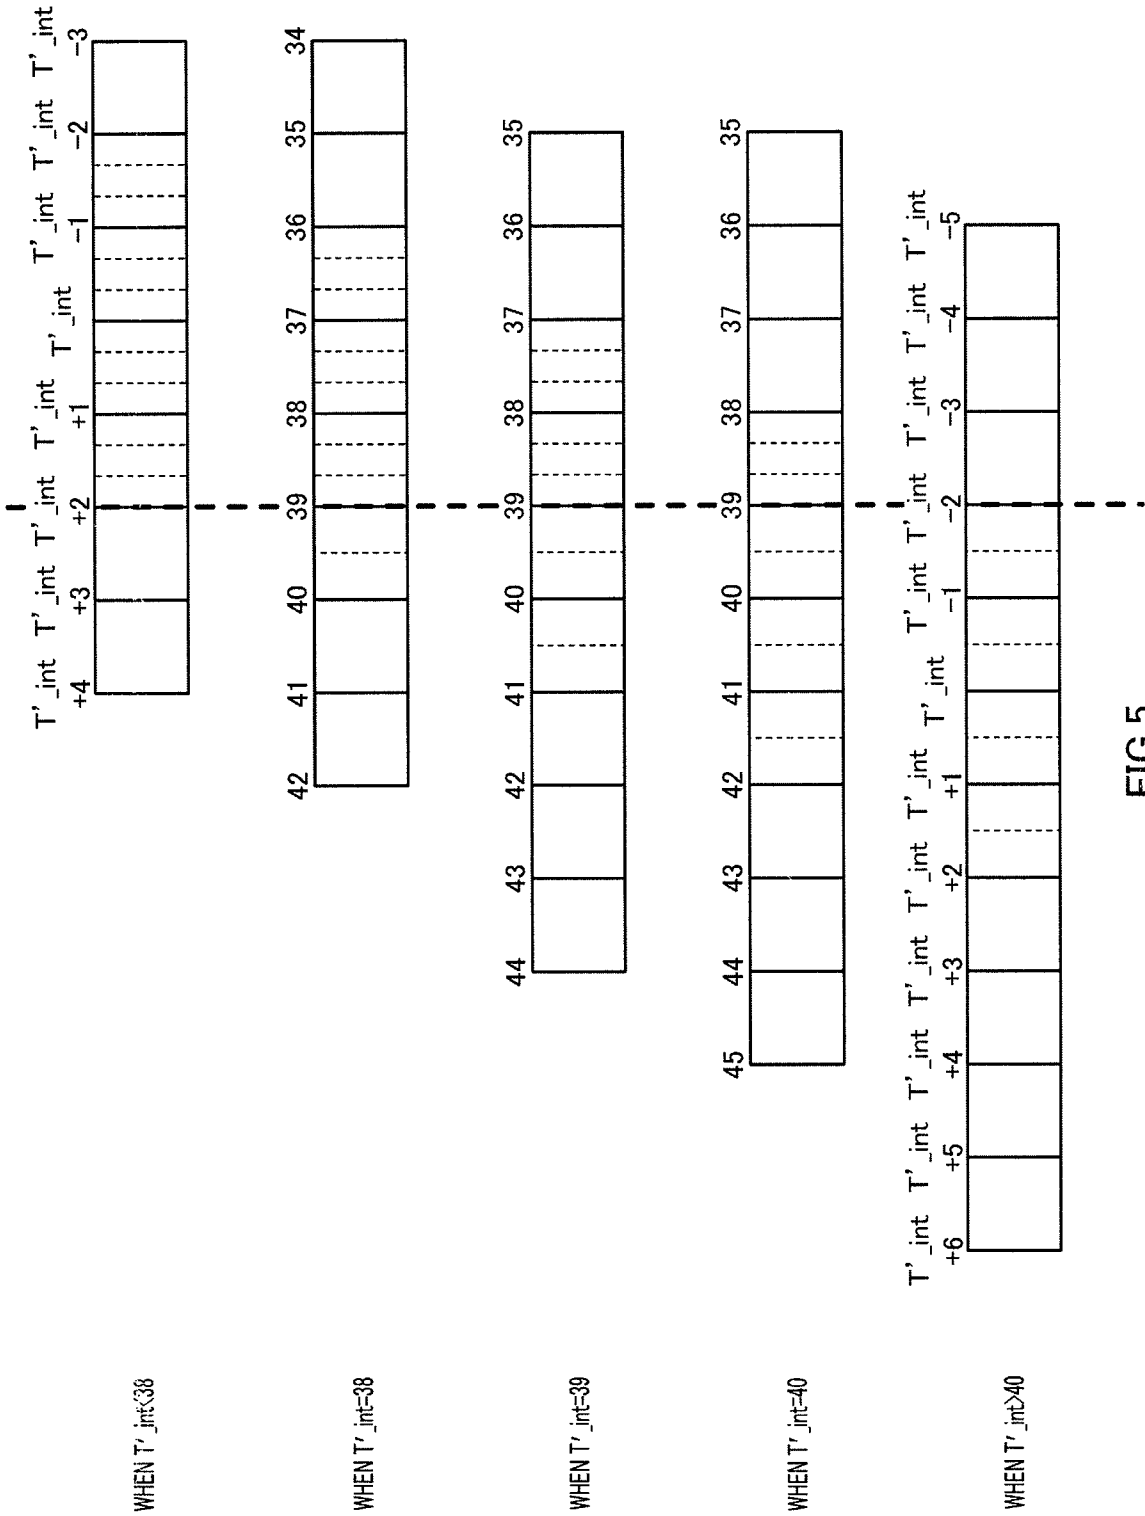 T'_int T'_int T'_int T'_int T'_int T'_int T'_int T'_int
+4 +3 +2 +1 -1 -2 -3
WHEN T'_int<38
42 41 40 39 38 37 36 35 34
WHEN T'_int=38
44 43 42 41 40 39 38 37 36 35
WHEN T'_int=39
45 44 43 42 41 40 39 38 37 36 35
WHEN T'_int=40
T'_int T'_int T'_int T'_int T'_int T'_int T'_int T'_int T'_int T'_int T'_int T'_int
+6 +5 +4 +3 +2 +1 -1 -2 -3 -4 -5
WHEN T'_int>40
FIG.5